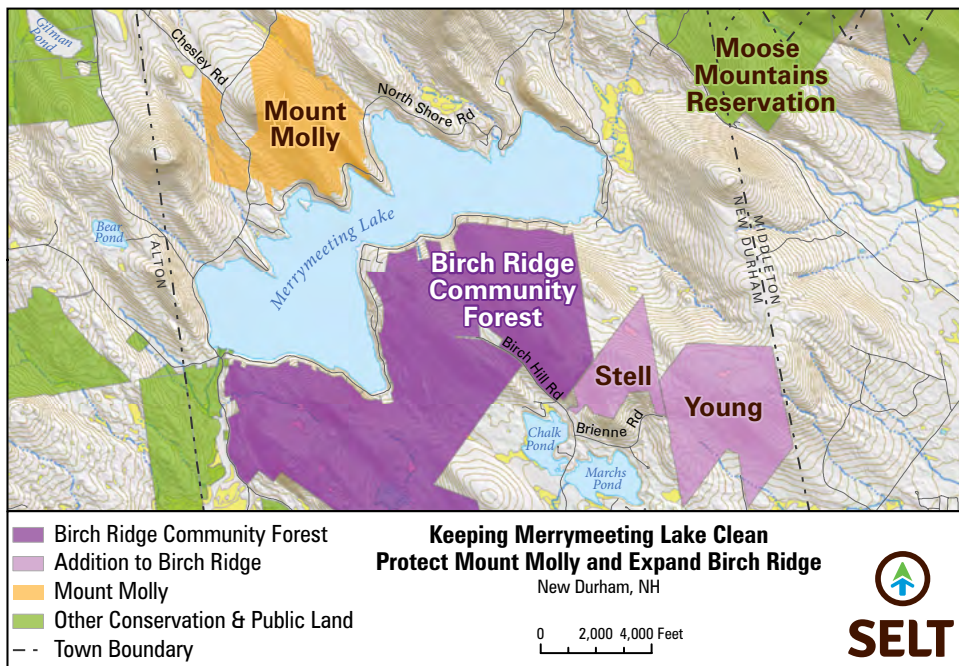 Gilman
Pond
Chesley Rd
Mount
Molly
North Shore Rd
Moose
Mountains
Reservation
Bear
Pond
ALTON
Merrymeeting Lake
MIDDLETON
NEW DURHAM
Birch Ridge
Community
Forest
Birch Hill Rd
Stell
Young
Brienne Rd
Chalk
Pond
Marchs
Pond
Birch Ridge Community Forest
Addition to Birch Ridge
Mount Molly
Other Conservation & Public Land
Town Boundary
Keeping Merrymeeting Lake Clean
Protect Mount Molly and Expand Birch Ridge
New Durham, NH
0 2,000 4,000 Feet
SELT